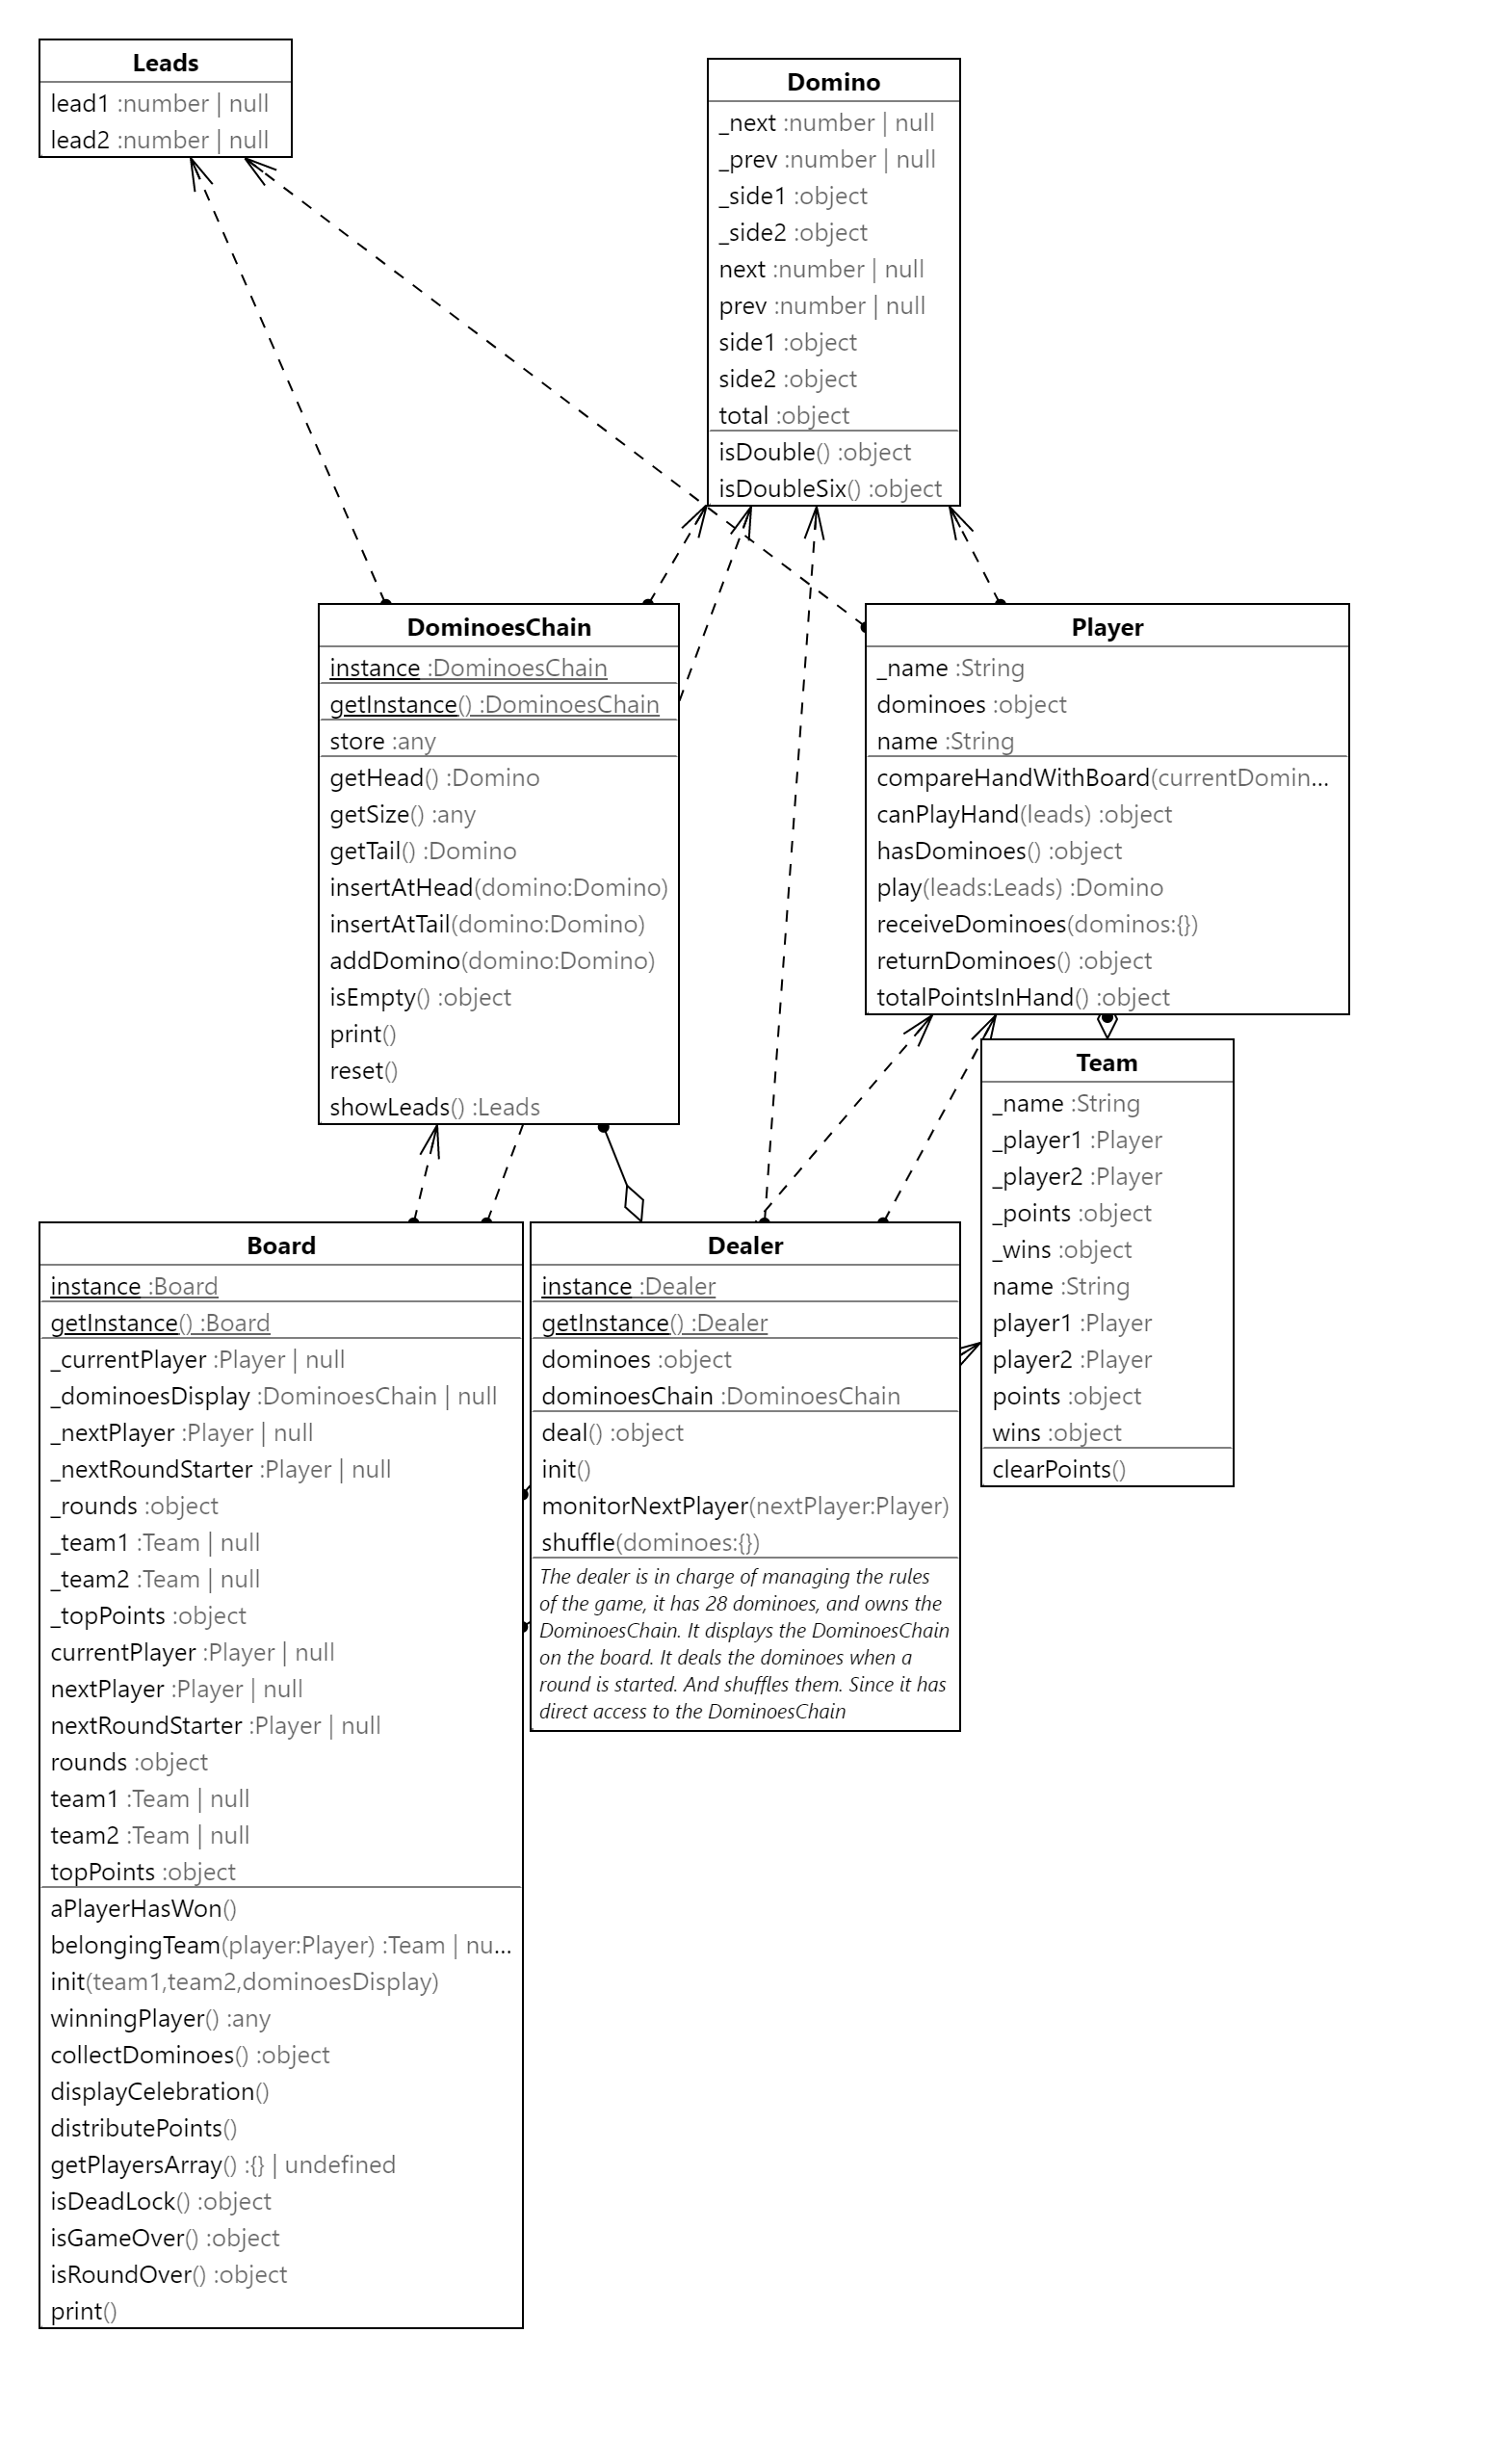 Leads
lead1 :number | null
lead2 :number | null
Domino
_next :number | null
_prev :number | null
_side1 :object
_side2 :object
next :number | null
prev :number | null
side1 :object
side2 :object
total :object
isDouble() :object
isDoubleSix() :object
DominoesChain
instance :DominoesChain
getInstance() :DominoesChain
store :any
getHead() :Domino
getSize() :any
getTail() :Domino
insertAtHead(domino:Domino)
insertAtTail(domino:Domino)
addDomino(domino:Domino)
isEmpty() :object
print()
reset()
showLeads() :Leads
Player
_name :String
dominoes :object
name :String
compareHandWithBoard(currentDomin...
canPlayHand(leads) :object
hasDominoes() :object
play(leads:Leads) :Domino
receiveDominoes(dominos:{})
returnDominoes() :object
totalPointsInHand() :object
Team
_name :String
_player1 :Player
_player2 :Player
_points :object
_wins :object
name :String
player1 :Player
player2 :Player
points :object
wins :object
clearPoints()
Board
instance :Board
getInstance() :Board
_currentPlayer :Player | null
_dominoesDisplay :DominoesChain | null
_nextPlayer :Player | null
_nextRoundStarter :Player | null
_rounds :object
_team1 :Team | null
_team2 :Team | null
_topPoints :object
currentPlayer :Player | null
nextPlayer :Player | null
nextRoundStarter :Player | null
rounds :object
team1 :Team | null
team2 :Team | null
topPoints :object
aPlayerHasWon()
belongingTeam(player:Player) :Team | nu...
init(team1,team2,dominoesDisplay)
winningPlayer() :any
collectDominoes() :object
displayCelebration()
distributePoints()
getPlayersArray() :{} | undefined
isDeadLock() :object
isGameOver() :object
isRoundOver() :object
print()
Dealer
instance :Dealer
getInstance() :Dealer
dominoes :object
dominoesChain :DominoesChain
deal() :object
init()
monitorNextPlayer(nextPlayer:Player)
shuffle(dominoes:{})
The dealer is in charge of managing the rules
of the game, it has 28 dominoes, and owns the
DominoesChain. It displays the DominoesChain
on the board. It deals the dominoes when a
round is started. And shuffles them. Since it has
direct access to the DominoesChain